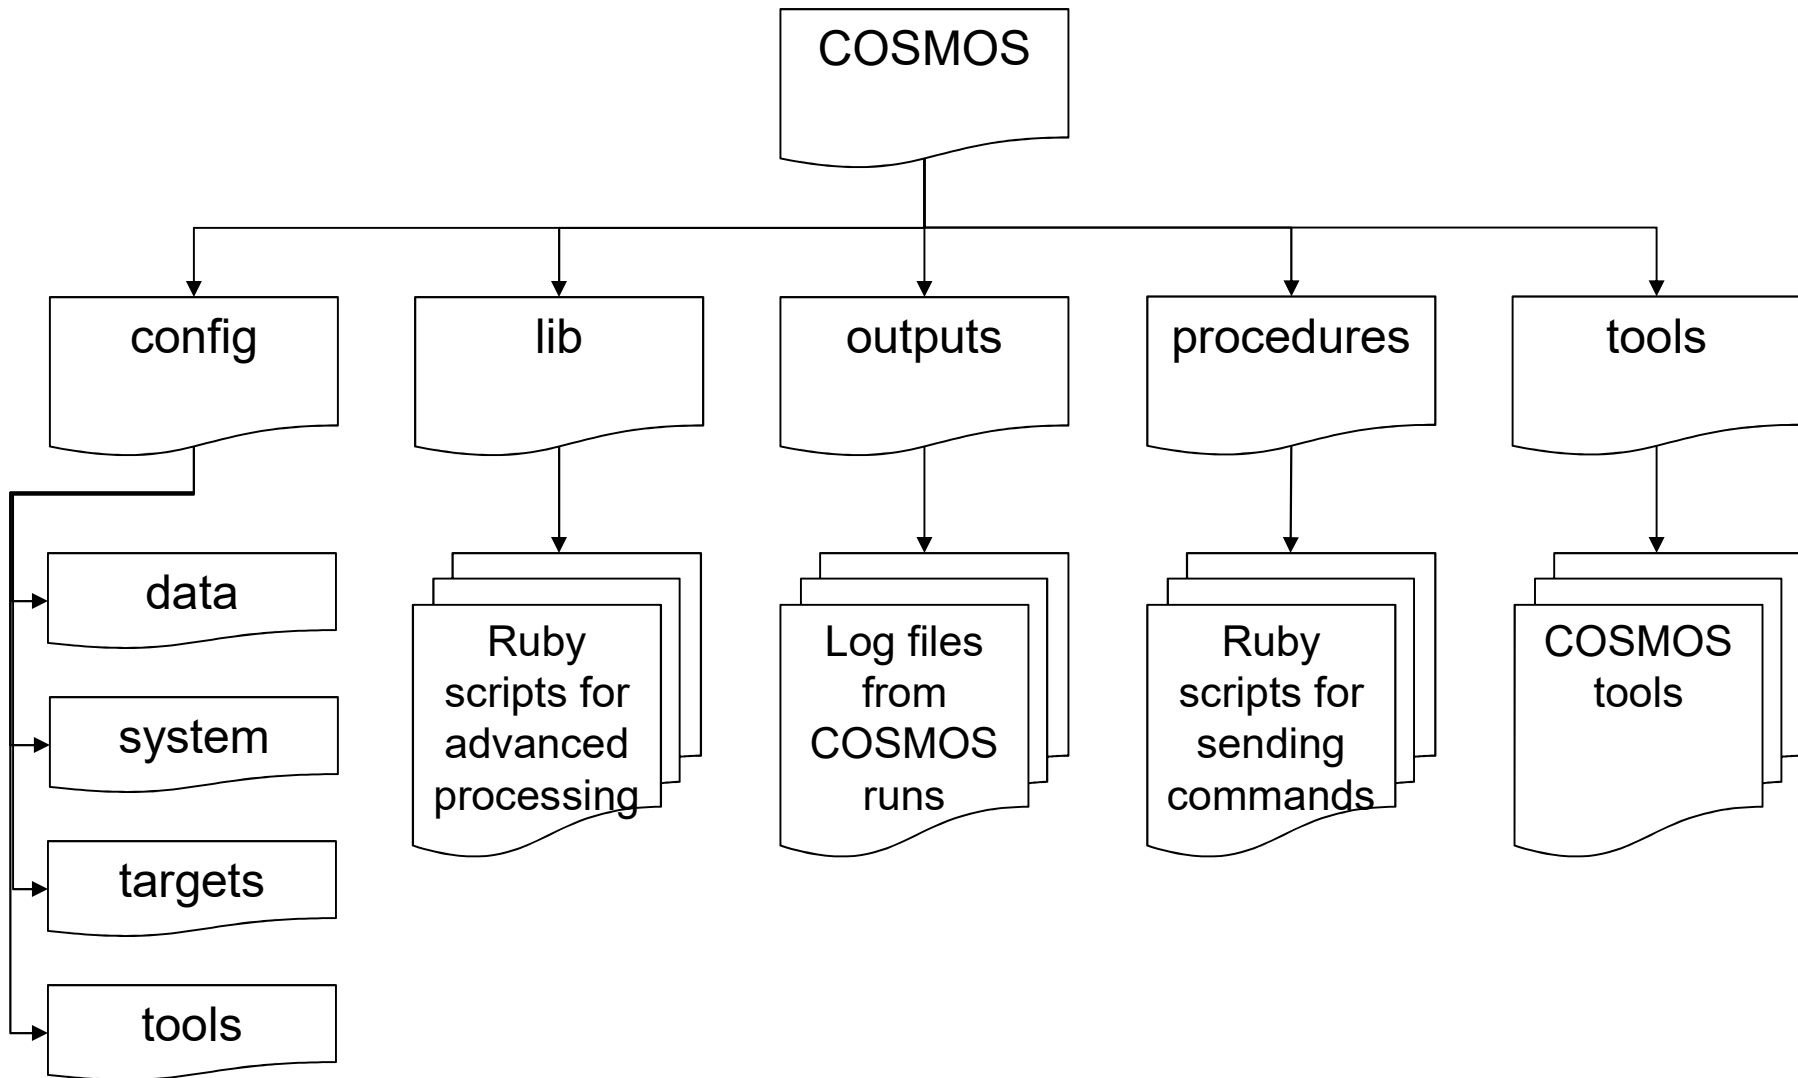 COSMOS
config
lib
outputs
procedures
tools
data
system
targets
tools
Ruby
scripts for
advanced
processing
Log files
from
COSMOS
runs
Ruby
scripts for
sending
commands
COSMOS
tools